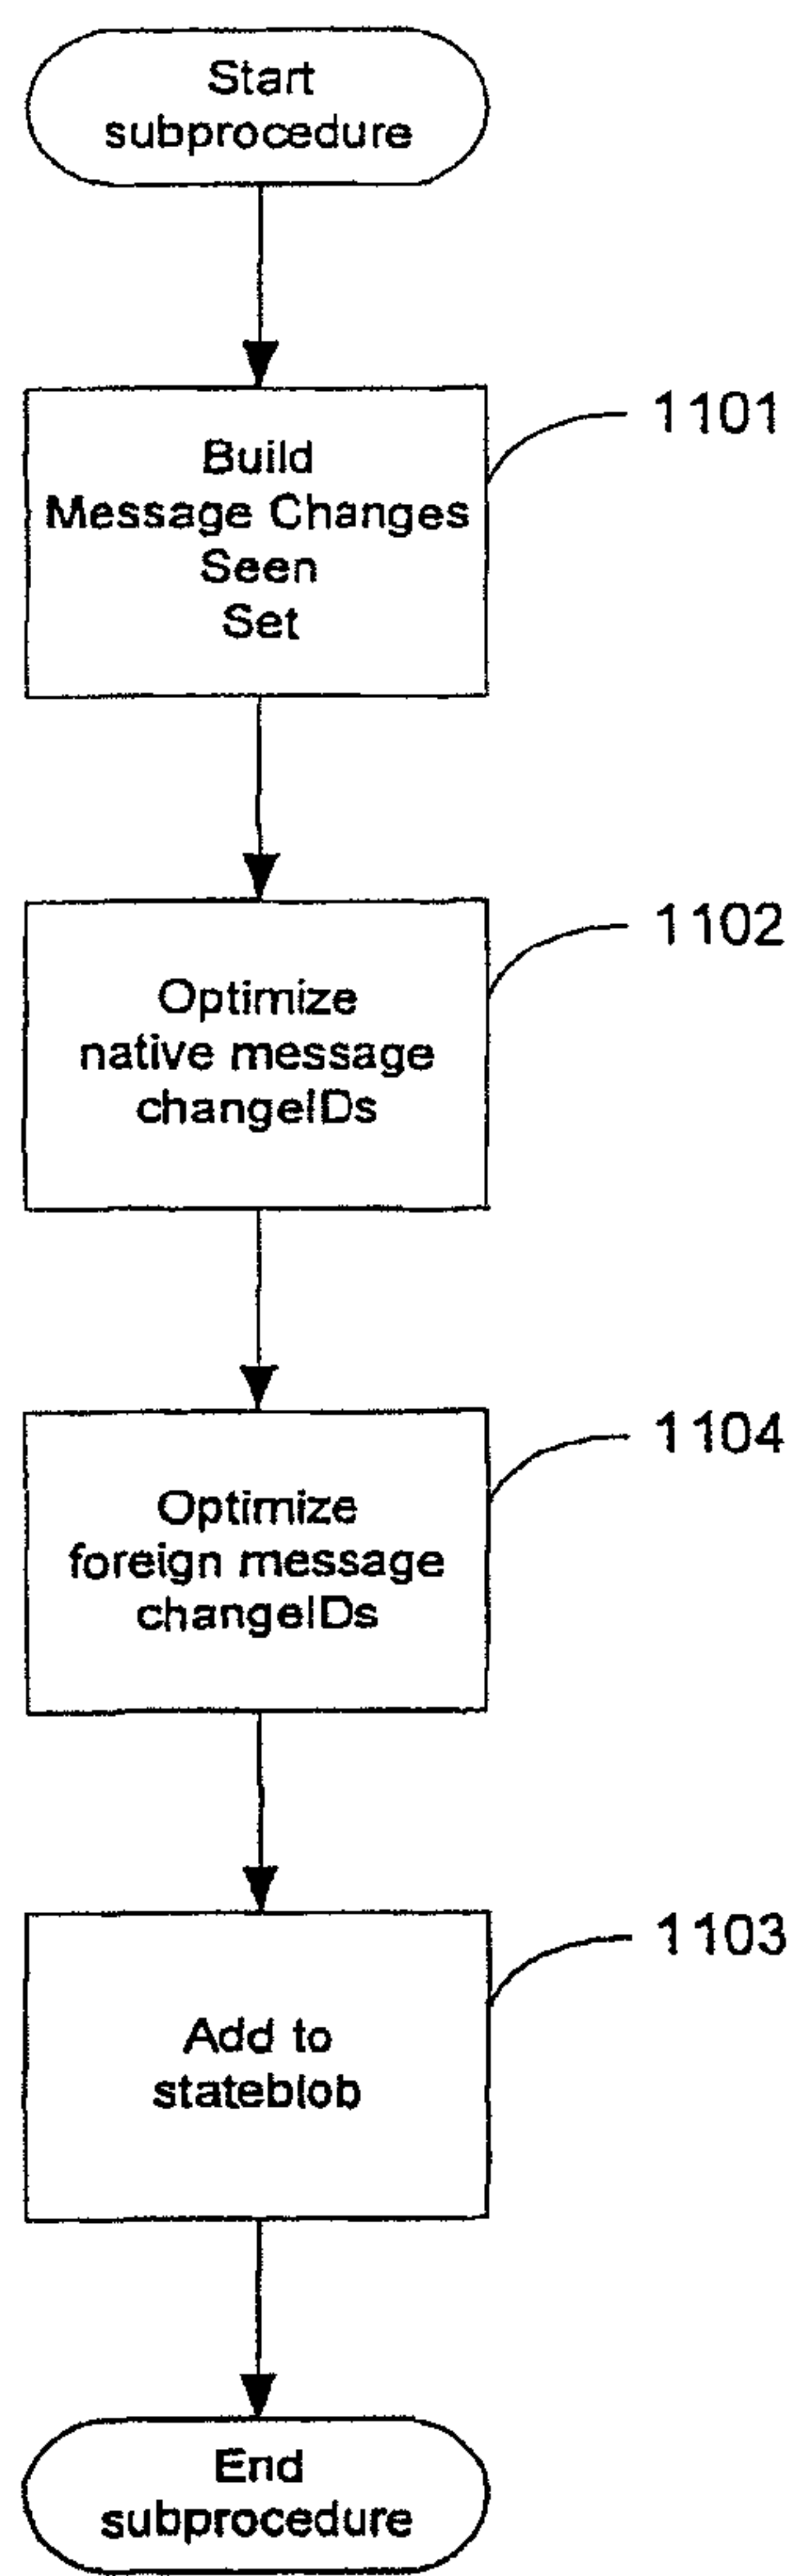 Start
subprocedure
1101
Build
Message Changes
Seen
Set
1102
Optimize
native message
changeIDs
1104
Optimize
foreign message
changeIDs
1103
Add to
stateblob
End
subprocedure